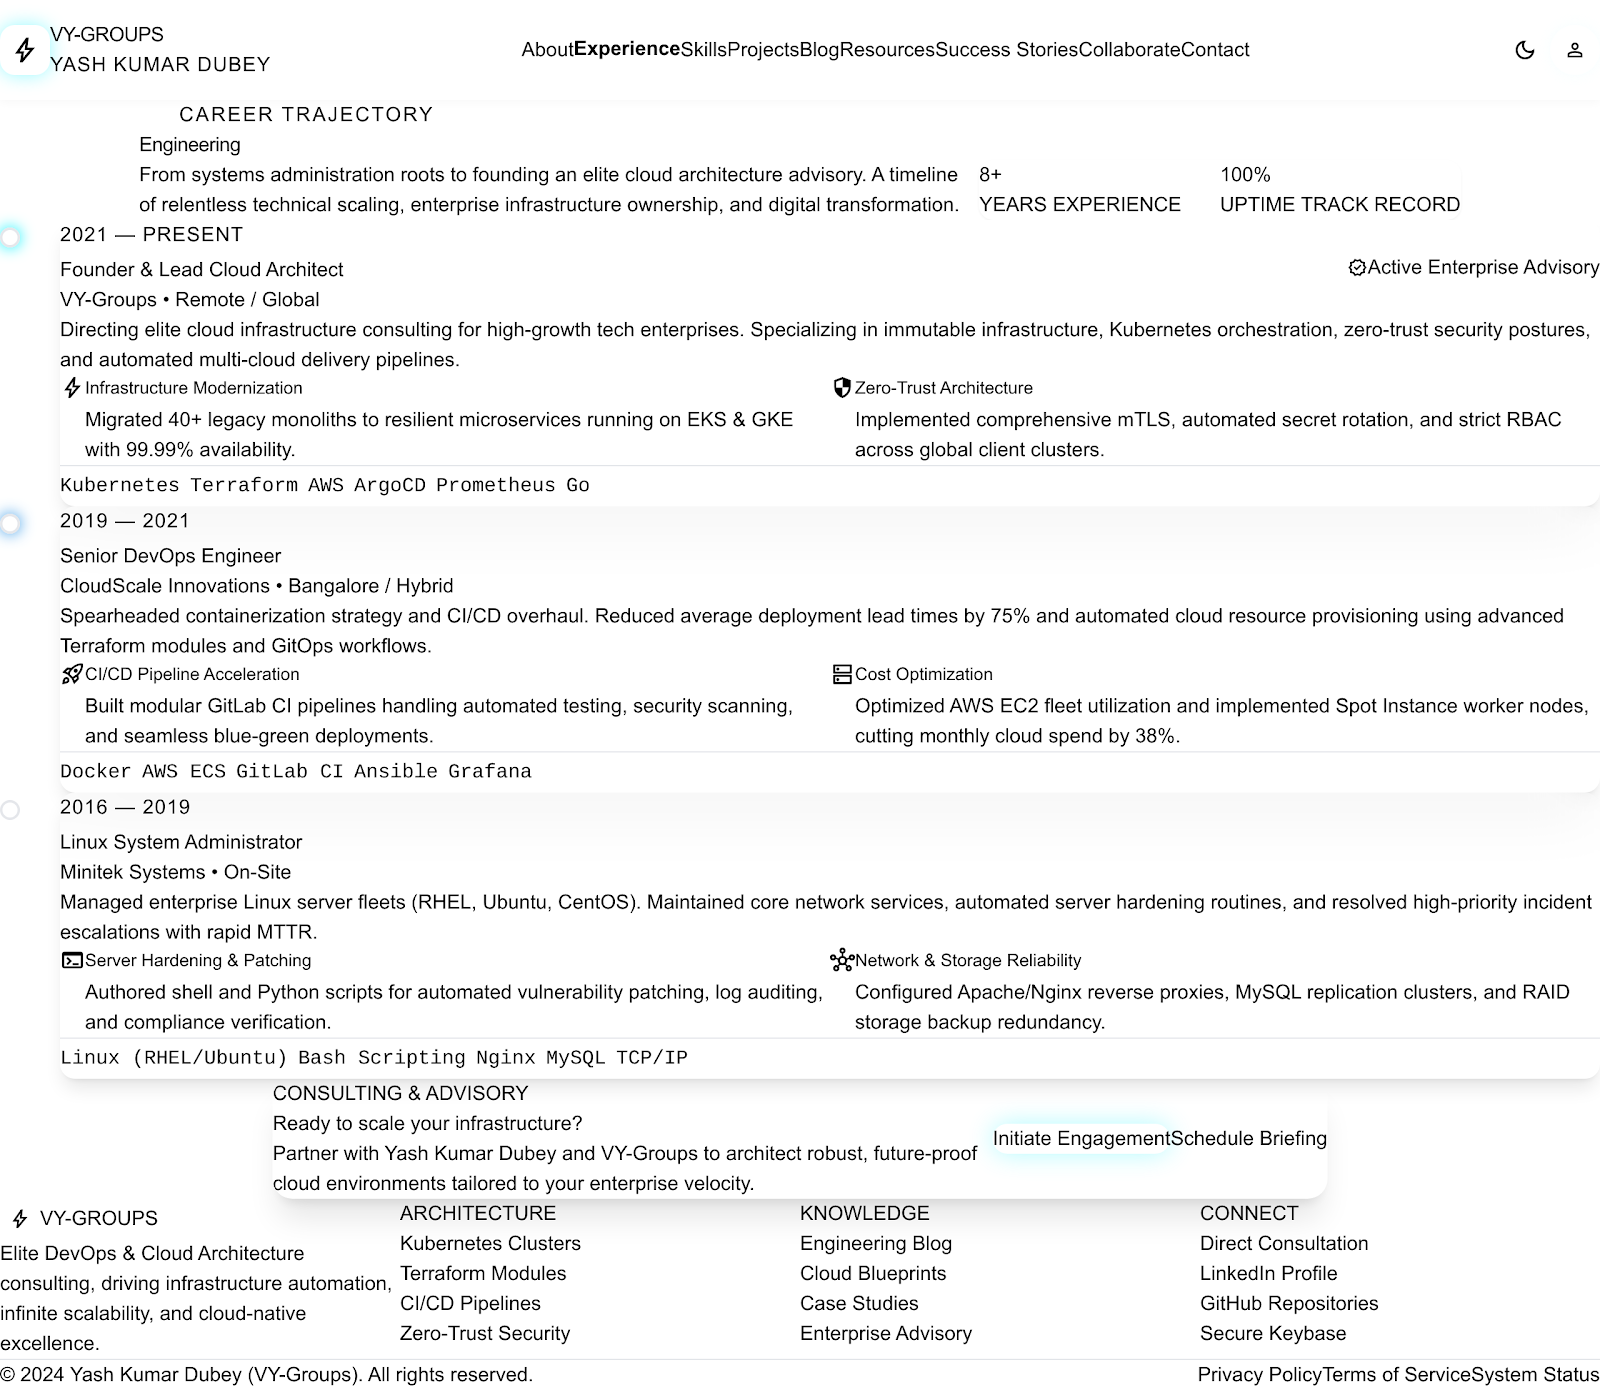 VY-GROUPS
YASH KUMAR DUBEY
About Experience Skills Projects Blog Resources Success Stories Collaborate Contact
CAREER TRAJECTORY
Engineering
From systems administration roots to founding an elite cloud architecture advisory. A timeline
of relentless technical scaling, enterprise infrastructure ownership, and digital transformation.
8+
YEARS EXPERIENCE
100%
UPTIME TRACK RECORD
2021 — PRESENT
Founder & Lead Cloud Architect
VY-Groups • Remote / Global
Active Enterprise Advisory
Directing elite cloud infrastructure consulting for high-growth tech enterprises. Specializing in immutable infrastructure, Kubernetes orchestration, zero-trust security postures,
and automated multi-cloud delivery pipelines.
Infrastructure Modernization
Migrated 40+ legacy monoliths to resilient microservices running on EKS & GKE
with 99.99% availability.
Zero-Trust Architecture
Implemented comprehensive mTLS, automated secret rotation, and strict RBAC
across global client clusters.
Kubernetes Terraform AWS ArgoCD Prometheus Go
2019 — 2021
Senior DevOps Engineer
CloudScale Innovations • Bangalore / Hybrid
Spearheaded containerization strategy and CI/CD overhaul. Reduced average deployment lead times by 75% and automated cloud resource provisioning using advanced
Terraform modules and GitOps workflows.
CI/CD Pipeline Acceleration
Built modular GitLab CI pipelines handling automated testing, security scanning,
and seamless blue-green deployments.
Cost Optimization
Optimized AWS EC2 fleet utilization and implemented Spot Instance worker nodes,
cutting monthly cloud spend by 38%.
Docker AWS ECS GitLab CI Ansible Grafana
2016 — 2019
Linux System Administrator
Minitek Systems • On-Site
Managed enterprise Linux server fleets (RHEL, Ubuntu, CentOS). Maintained core network services, automated server hardening routines, and resolved high-priority incident
escalations with rapid MTTR.
Server Hardening & Patching
Authored shell and Python scripts for automated vulnerability patching, log auditing,
and compliance verification.
Network & Storage Reliability
Configured Apache/Nginx reverse proxies, MySQL replication clusters, and RAID
storage backup redundancy.
Linux (RHEL/Ubuntu) Bash Scripting Nginx MySQL TCP/IP
CONSULTING & ADVISORY
Ready to scale your infrastructure?
Partner with Yash Kumar Dubey and VY-Groups to architect robust, future-proof
cloud environments tailored to your enterprise velocity.
Initiate Engagement Schedule Briefing
VY-GROUPS
Elite DevOps & Cloud Architecture
consulting, driving infrastructure automation,
infinite scalability, and cloud-native
excellence.
ARCHITECTURE
Kubernetes Clusters
Terraform Modules
CI/CD Pipelines
Zero-Trust Security
KNOWLEDGE
Engineering Blog
Cloud Blueprints
Case Studies
Enterprise Advisory
CONNECT
Direct Consultation
LinkedIn Profile
GitHub Repositories
Secure Keybase
© 2024 Yash Kumar Dubey (VY-Groups). All rights reserved.
Privacy Policy Terms of Service System Status